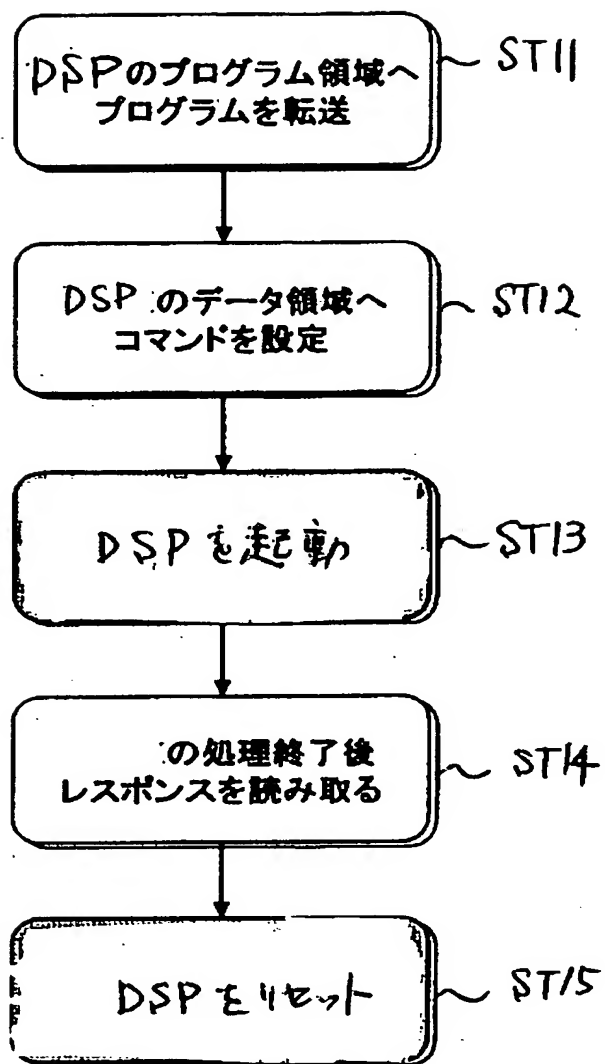 DSPのプログラム領域へ
プログラムを転送
ST11
DSPのデータ領域へ
コマンドを設定
ST12
DSPを起動
ST13
の処理終了後
レスポンスを読み取る
ST14
DSPをリセット
ST15